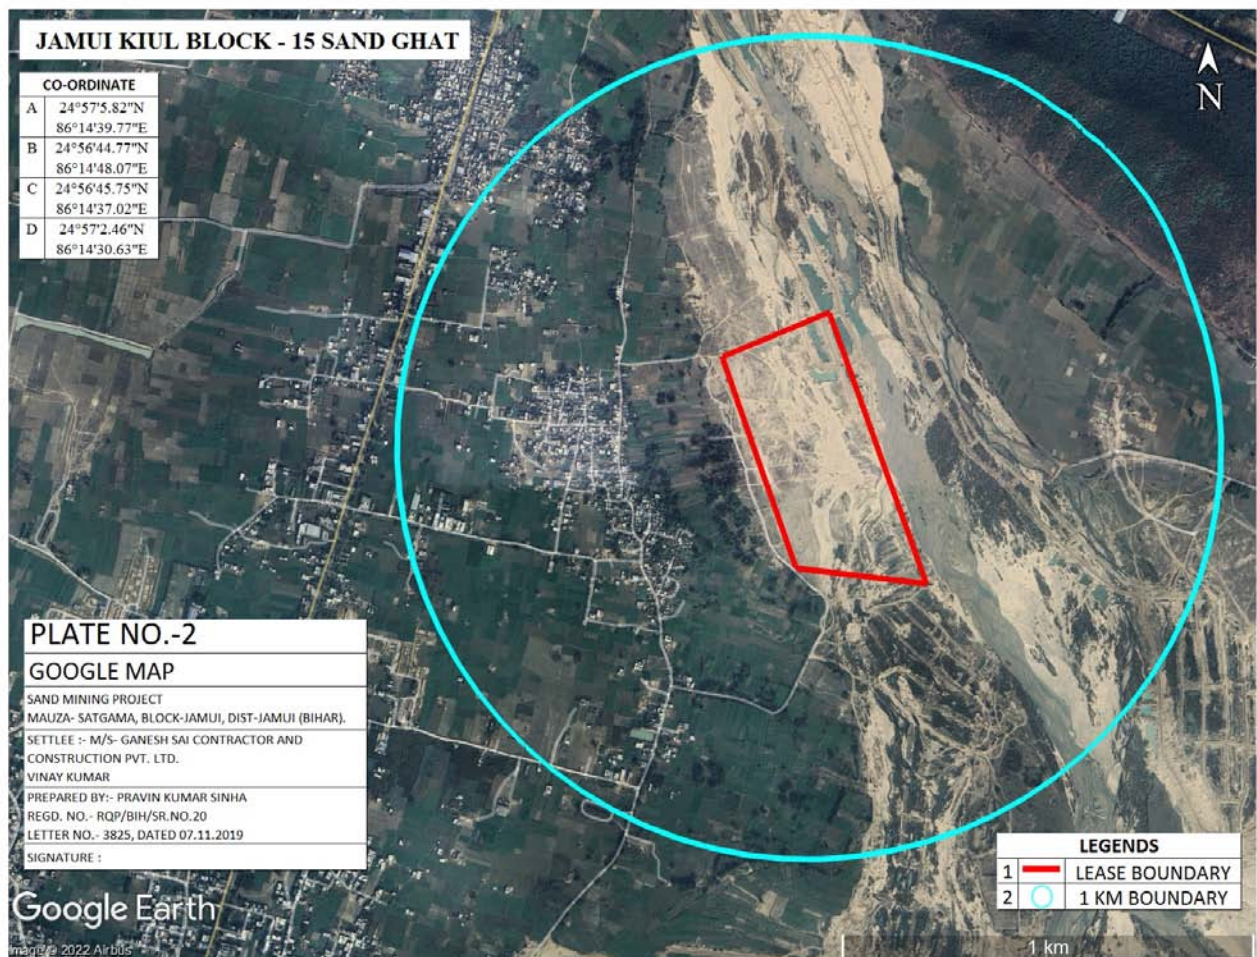 JAMUI KIUL BLOCK - 15 SAND GHAT
CO-ORDINATE
A 24°57'5.82"N
86°14'39.77"E
B 24°56'44.77"N
86°14'48.07"E
C 24°56'45.75"N
86°14'37.02"E
D 24°57'2.46"N
86°14'30.63"E
N
PLATE NO.-2
GOOGLE MAP
SAND MINING PROJECT
MAUZA- SATGAMA, BLOCK-JAMUI, DIST-JAMUI (BIHAR).
SETTLEE :- M/S- GANESH SAI CONTRACTOR AND
CONSTRUCTION PVT. LTD.
VINAY KUMAR
PREPARED BY:- PRAVIN KUMAR SINHA
REGD. NO.- RQP/BIH/SR.NO.20
LETTER NO.- 3825, DATED 07.11.2019
SIGNATURE :
LEGENDS
1 LEASE BOUNDARY
2 1 KM BOUNDARY
Google Earth
Image © 2022 Airbus
1 km